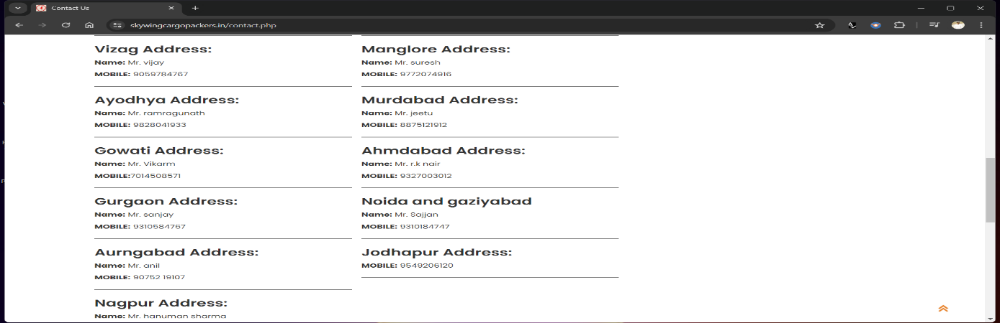 Contact Us
skywingcargopackers.in/contact.php
Vizag Address:
Name: Mr. vijay
MOBILE: 9059784767
Ayodhya Address:
Name: Mr. ramragunath
MOBILE: 9828041933
Gowati Address:
Name: Mr. Vikarm
MOBILE:7014508571
Gurgaon Address:
Name: Mr. sanjay
MOBILE: 9310584767
Aurngabad Address:
Name: Mr. anil
MOBILE: 90752 19107
Nagpur Address:
Name: Mr. hanuman sharma
Manglore Address:
Name: Mr. suresh
MOBILE: 9772074916
Murdabad Address:
Name: Mr. jeetu
MOBILE: 8875121912
Ahmdabad Address:
Name: Mr. r.k nair
MOBILE: 9327003012
Noida and gaziyabad
Name: Mr. Sajjan
MOBILE: 9310184747
Jodhapur Address:
MOBILE: 9549206120